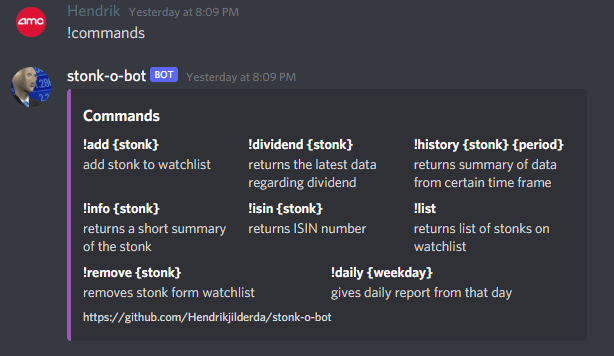 amc
Hendrik Yesterday at 8:09 PM
!commands
stonk-o-bot BOT Yesterday at 8:09 PM
Commands
!add {stonk}
add stonk to watchlist
!dividend {stonk}
returns the latest data
regarding dividend
!history {stonk} {period}
returns summary of data
from certain time frame
!info {stonk}
returns a short summary
of the stonk
!isin {stonk}
returns ISIN number
!list
returns list of stonks on
watchlist
!remove {stonk}
removes stonk form watchlist
!daily {weekday}
gives daily report from that day
https://github.com/Hendrikjilderda/stonk-o-bot